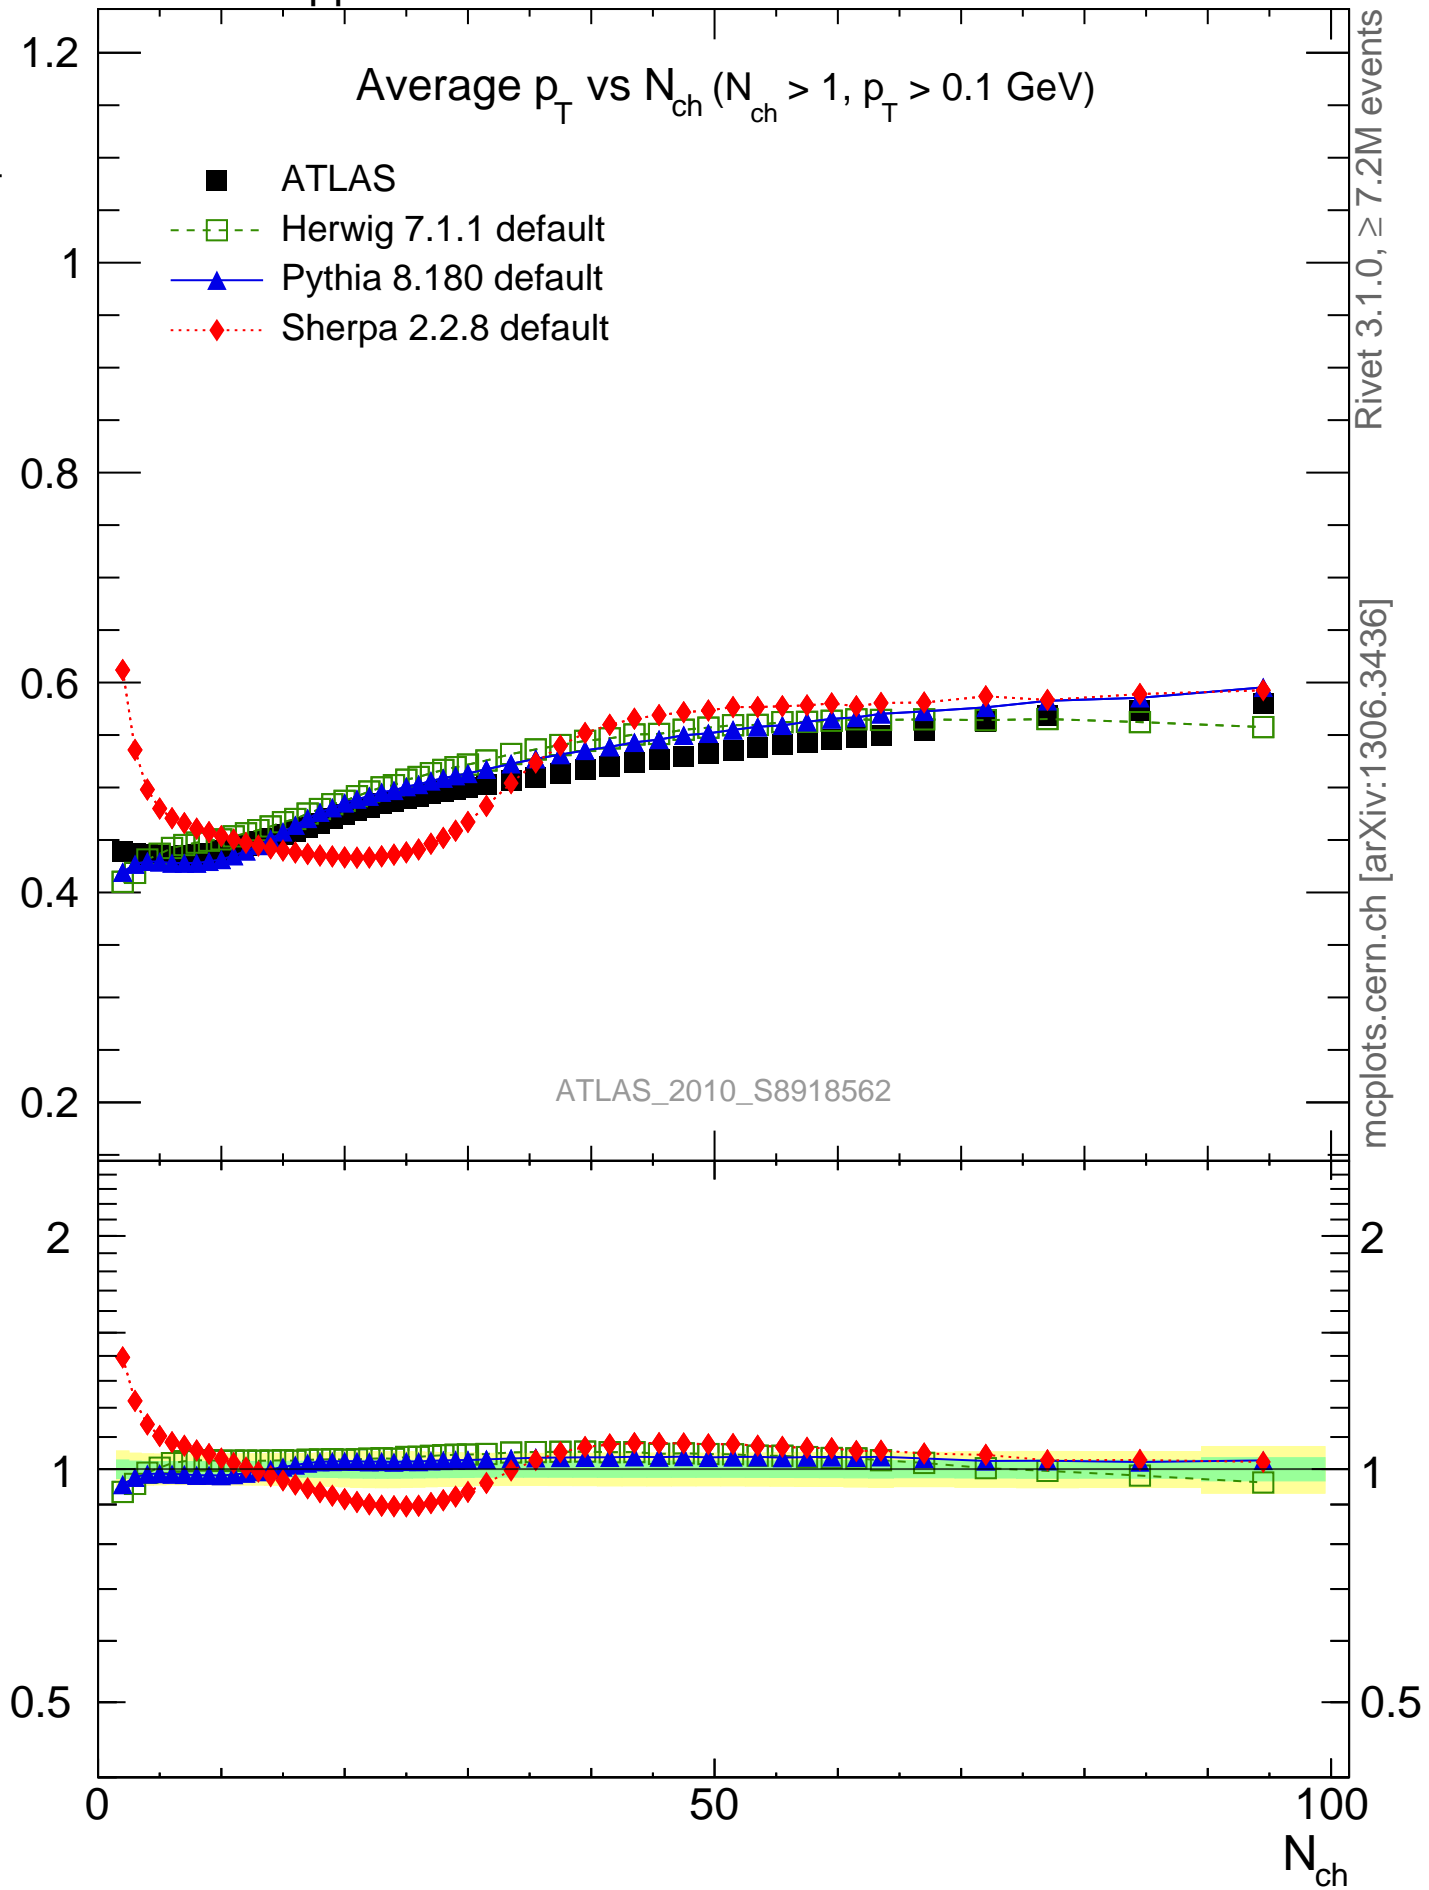 1.2
Average p_T vs N_ch (N_ch > 1, p_T > 0.1 GeV)
ATLAS
Herwig 7.1.1 default
Pythia 8.180 default
Sherpa 2.2.8 default
1
0.8
0.6
0.4
0.2
ATLAS_2010_S8918562
Rivet 3.1.0, ≥ 7.2M events
mcplots.cern.ch [arXiv:1306.3436]
2
2
1
1
0.5
0.5
0
50
100
N_ch